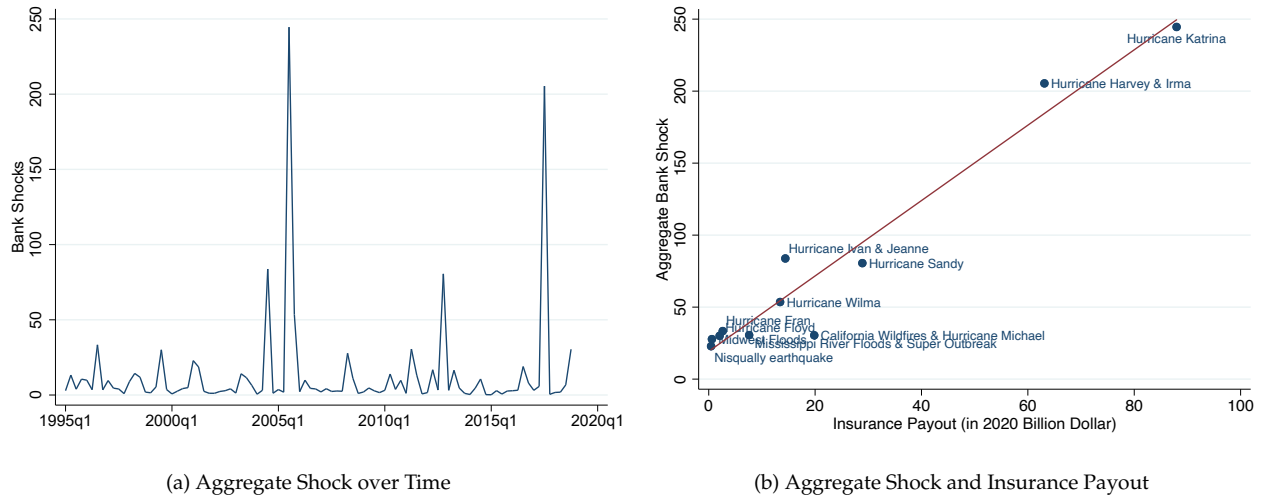 Bank Shocks
250
200
150
100
50
0
1995q1 2000q1 2005q1 2010q1 2015q1 2020q1
(a) Aggregate Shock over Time
Aggregate Bank Shock
250
200
150
100
50
0
Hurricane Katrina
Hurricane Harvey & Irma
Hurricane Ivan & Jeanne
Hurricane Sandy
Hurricane Wilma
Hurricane Fran
Hurricane Floyd
California Wildfires & Hurricane Michael
Midwest Floods
Mississippi River Floods & Super Outbreak
Nisqually earthquake
0 20 40 60 80 100
Insurance Payout (in 2020 Billion Dollar)
(b) Aggregate Shock and Insurance Payout